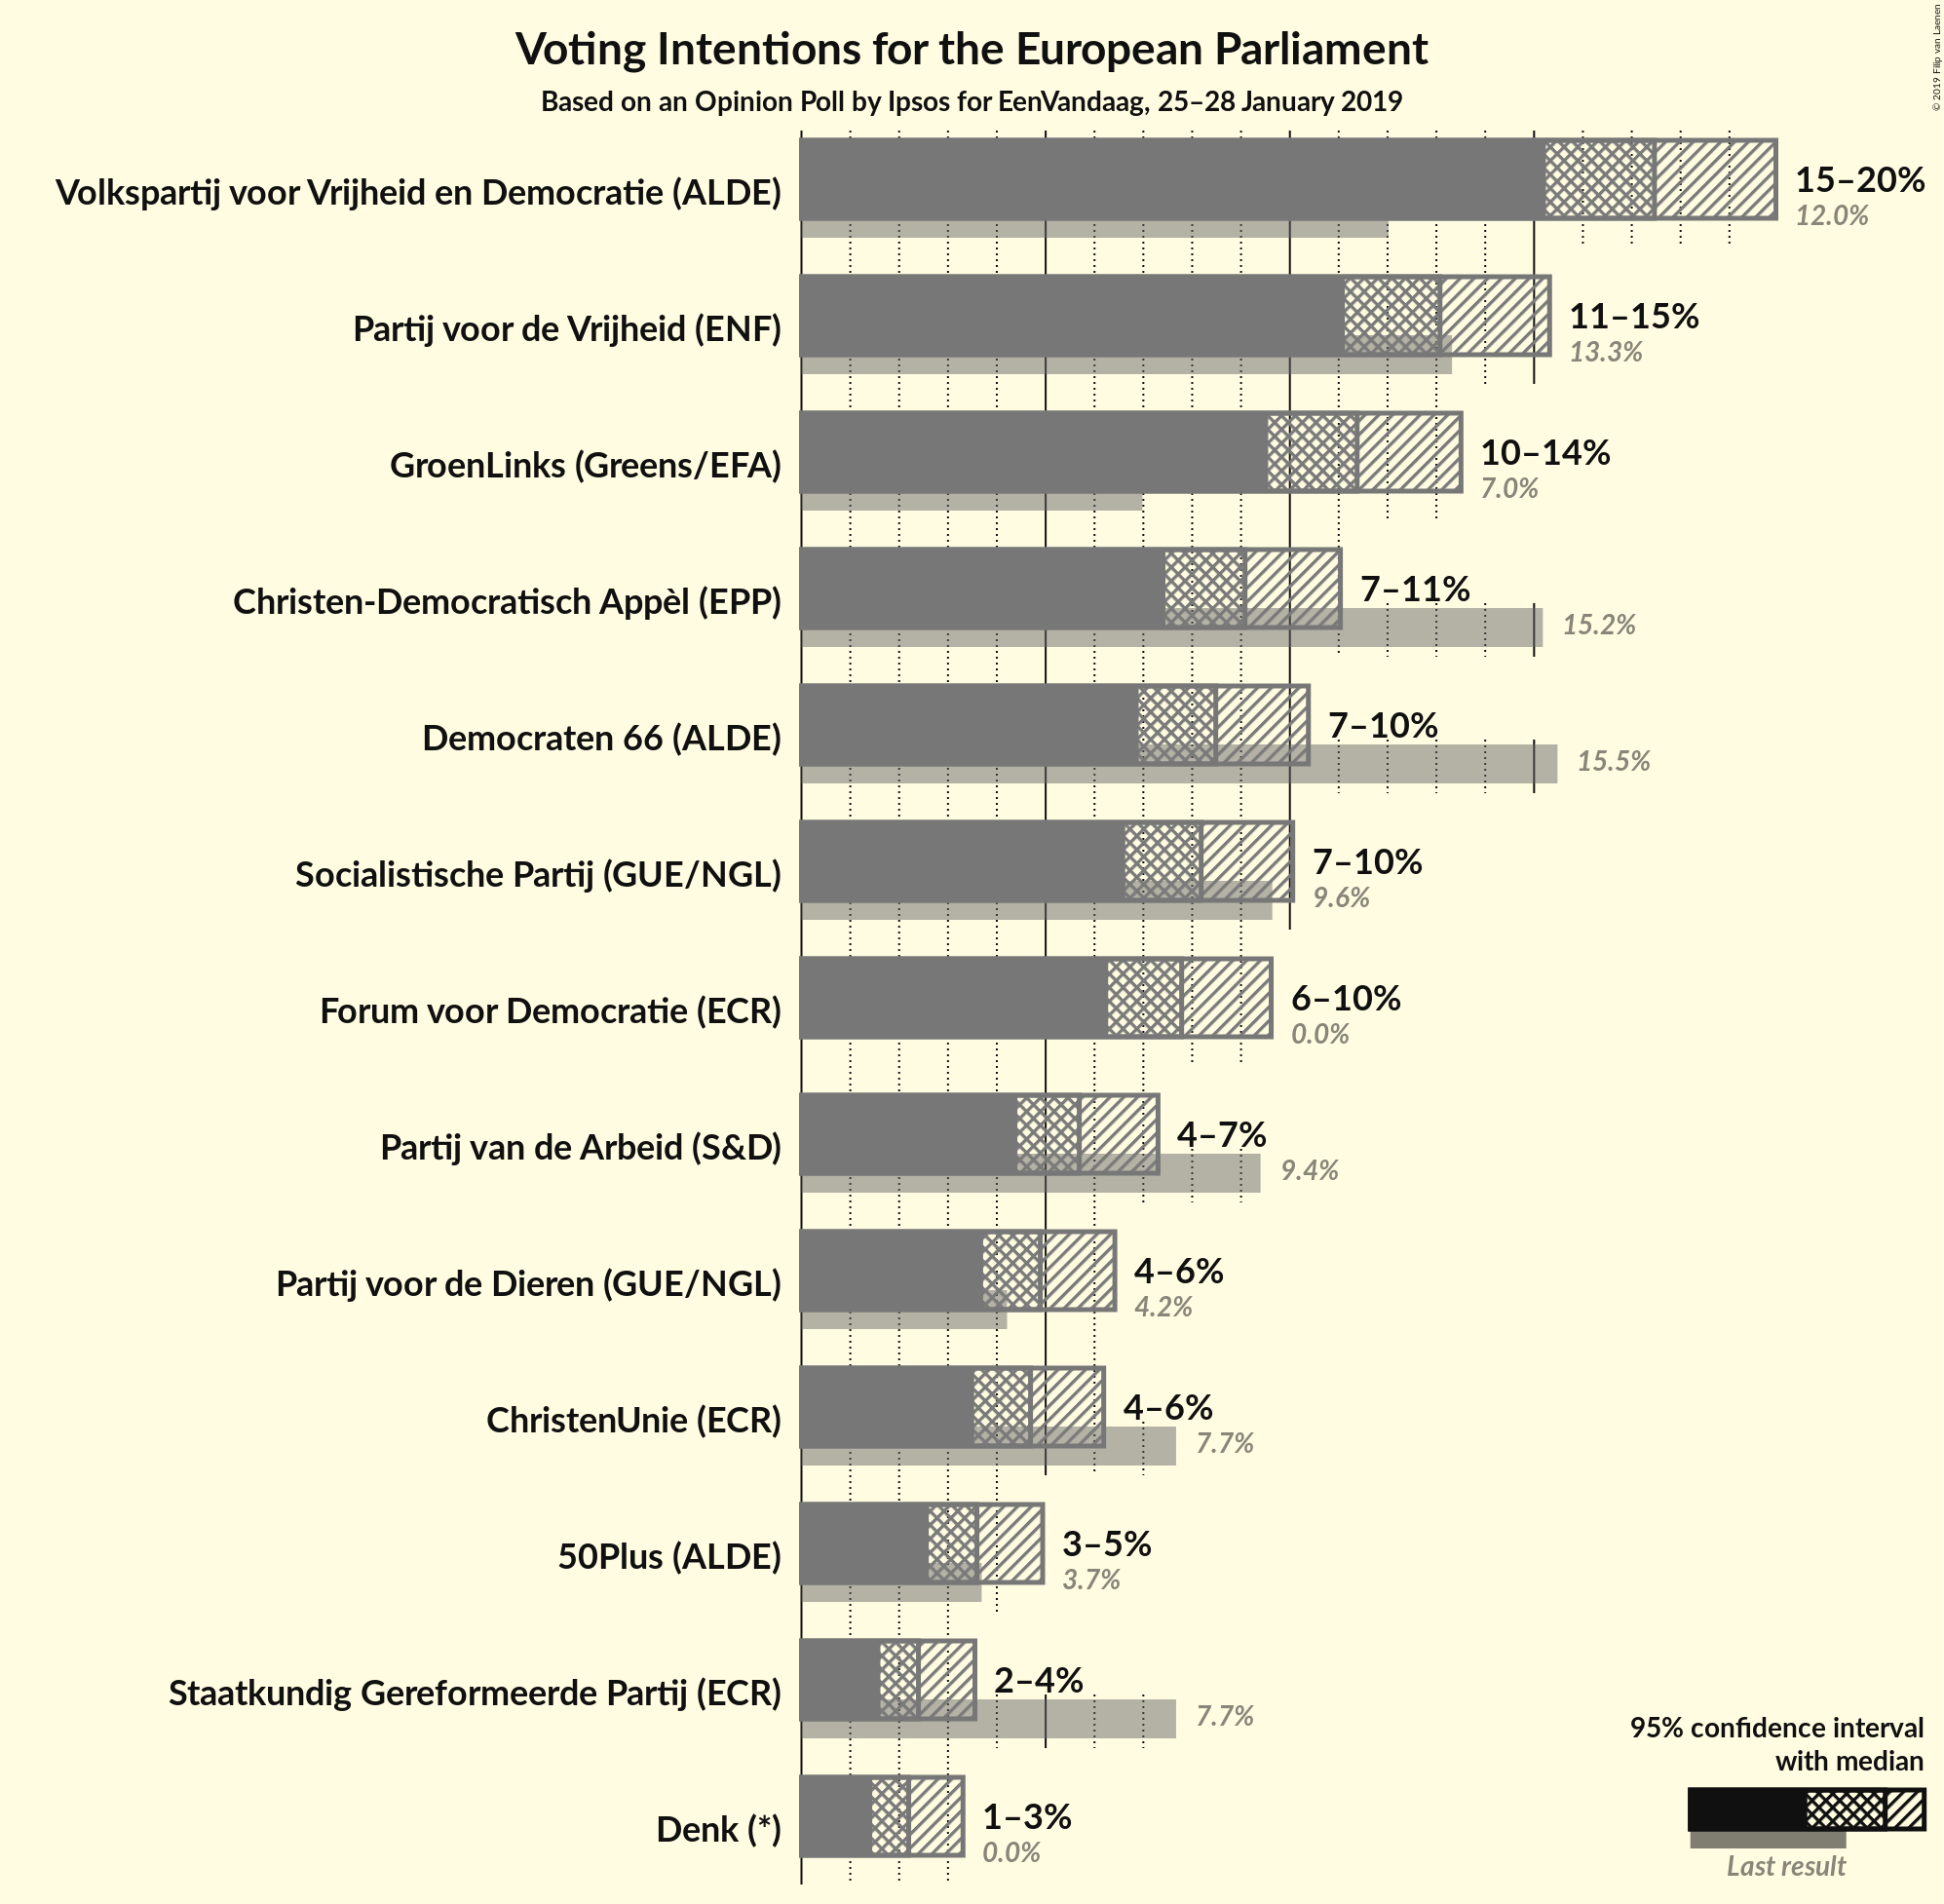 Voting Intentions for the European Parliament
Based on an Opinion Poll by Ipsos for EenVandaag, 25–28 January 2019
© 2019 Filip van Laenen
Volkspartij voor Vrijheid en Democratie (ALDE)
15–20%
12.0%
Partij voor de Vrijheid (ENF)
11–15%
13.3%
GroenLinks (Greens/EFA)
10–14%
7.0%
Christen-Democratisch Appèl (EPP)
7–11%
15.2%
Democraten 66 (ALDE)
7–10%
15.5%
Socialistische Partij (GUE/NGL)
7–10%
9.6%
Forum voor Democratie (ECR)
6–10%
0.0%
Partij van de Arbeid (S&D)
4–7%
9.4%
Partij voor de Dieren (GUE/NGL)
4–6%
4.2%
ChristenUnie (ECR)
4–6%
7.7%
50Plus (ALDE)
3–5%
3.7%
Staatkundig Gereformeerde Partij (ECR)
2–4%
7.7%
Denk (*)
1–3%
0.0%
95% confidence interval
with median
Last result